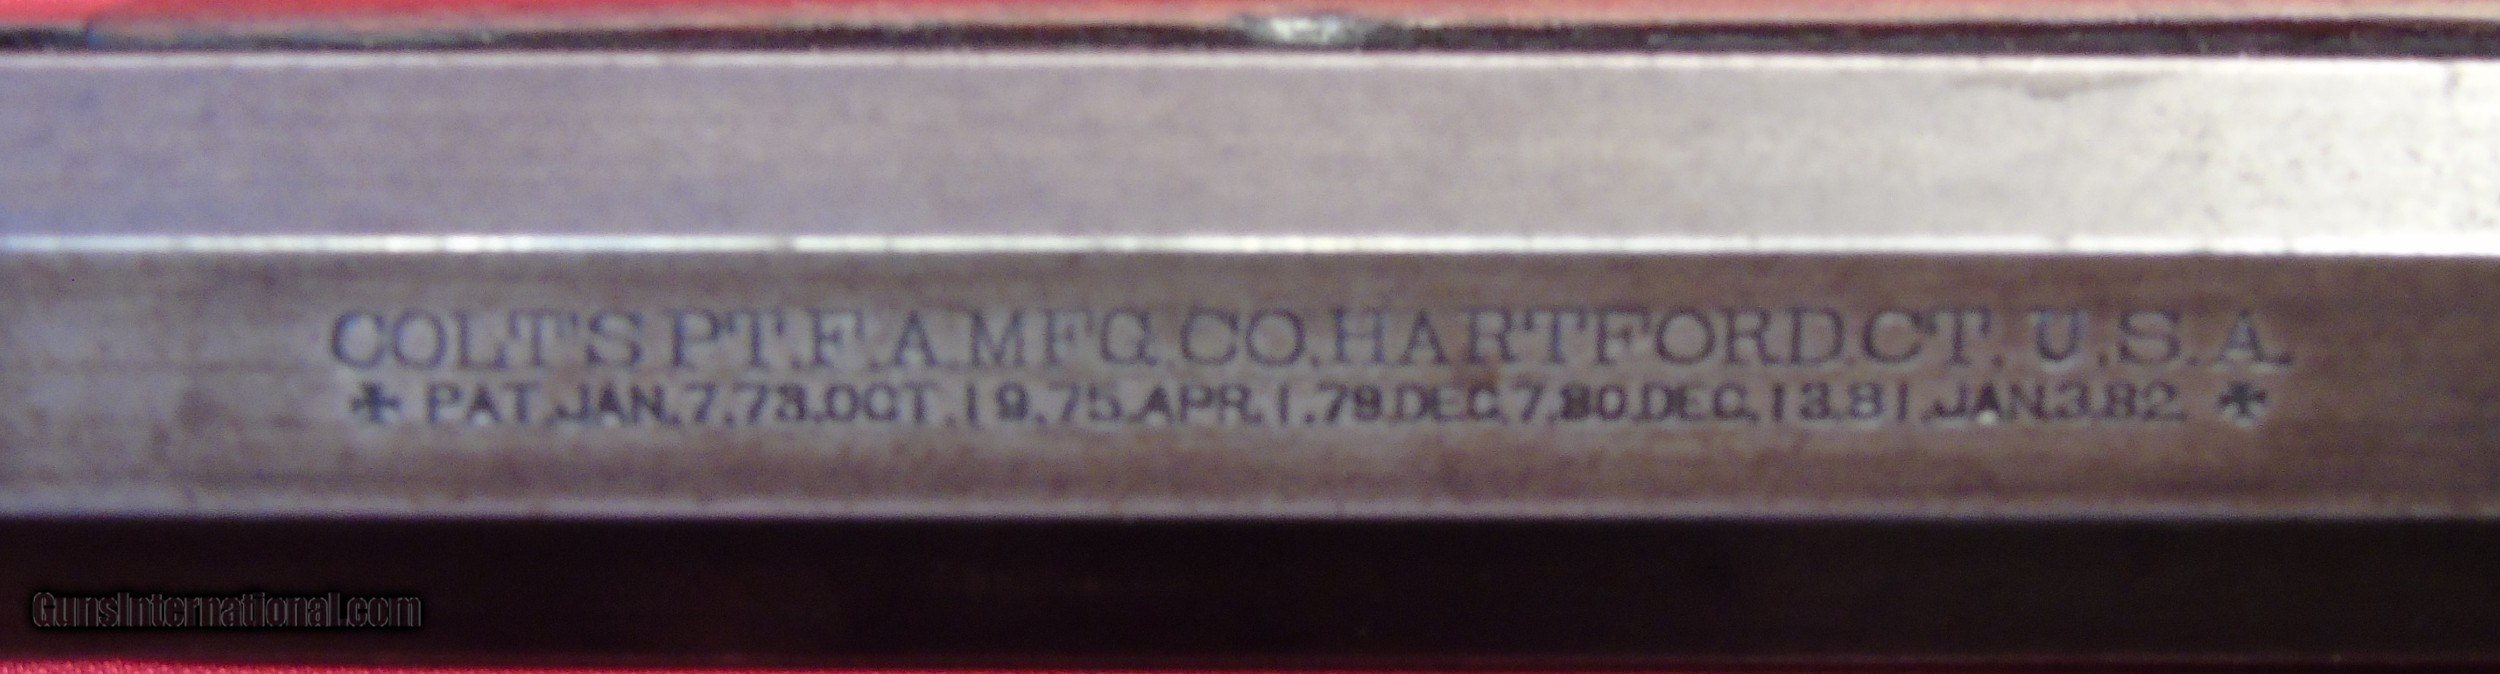 COLT'S PT.F.A.MFG.CO.HARTFORD.CT.U.S.A.
✠ PAT.JAN.7.73.OCT.19.75.APR.1.79.DEC.7.80.DEC.13.81.JAN.3.82. ✠
GunsInternational.com